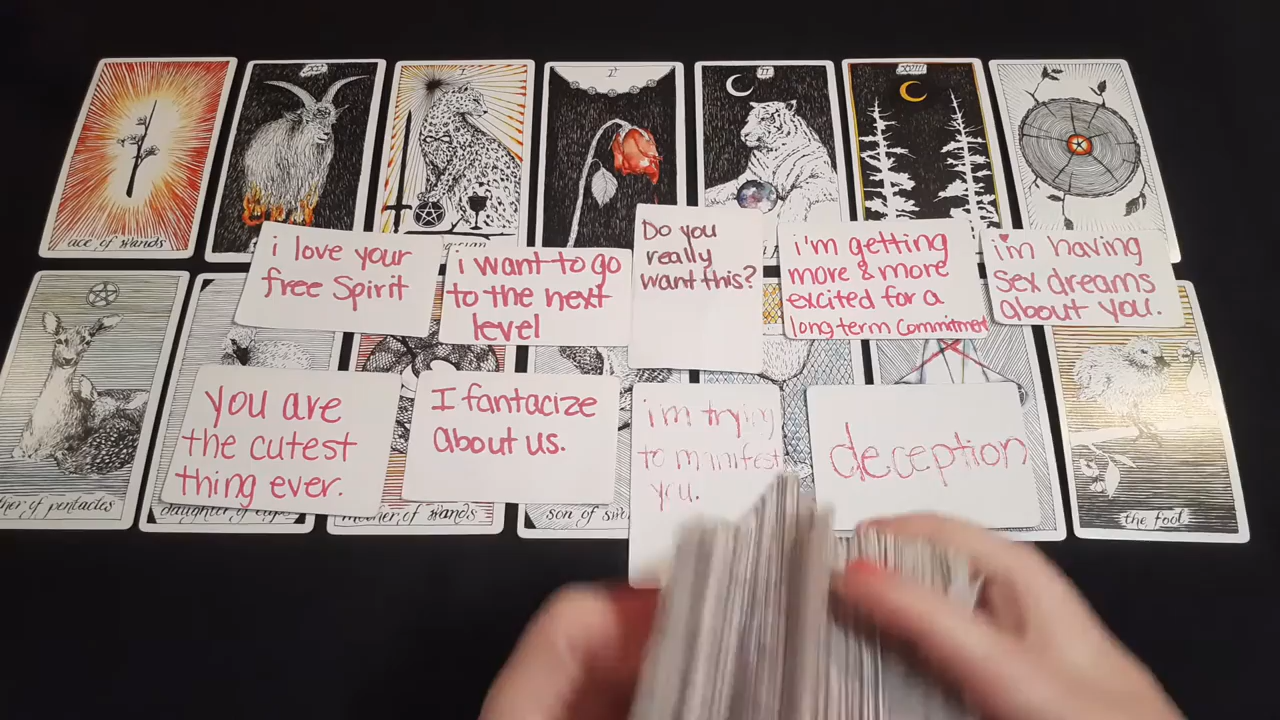 ace of wands
XV
I
II
XVIII
i love your
free Spirit
i want to go
to the next
level
Do you
really
want this?
i'm getting
more & more
excited for a
long term commitment
i'm having
sex dreams
about you.
you are
the cutest
thing ever.
I fantacize
about us.
i'm trying
to manifest
you.
deception
of pentacles
daughter of cups
mother of wands
son of
the fool